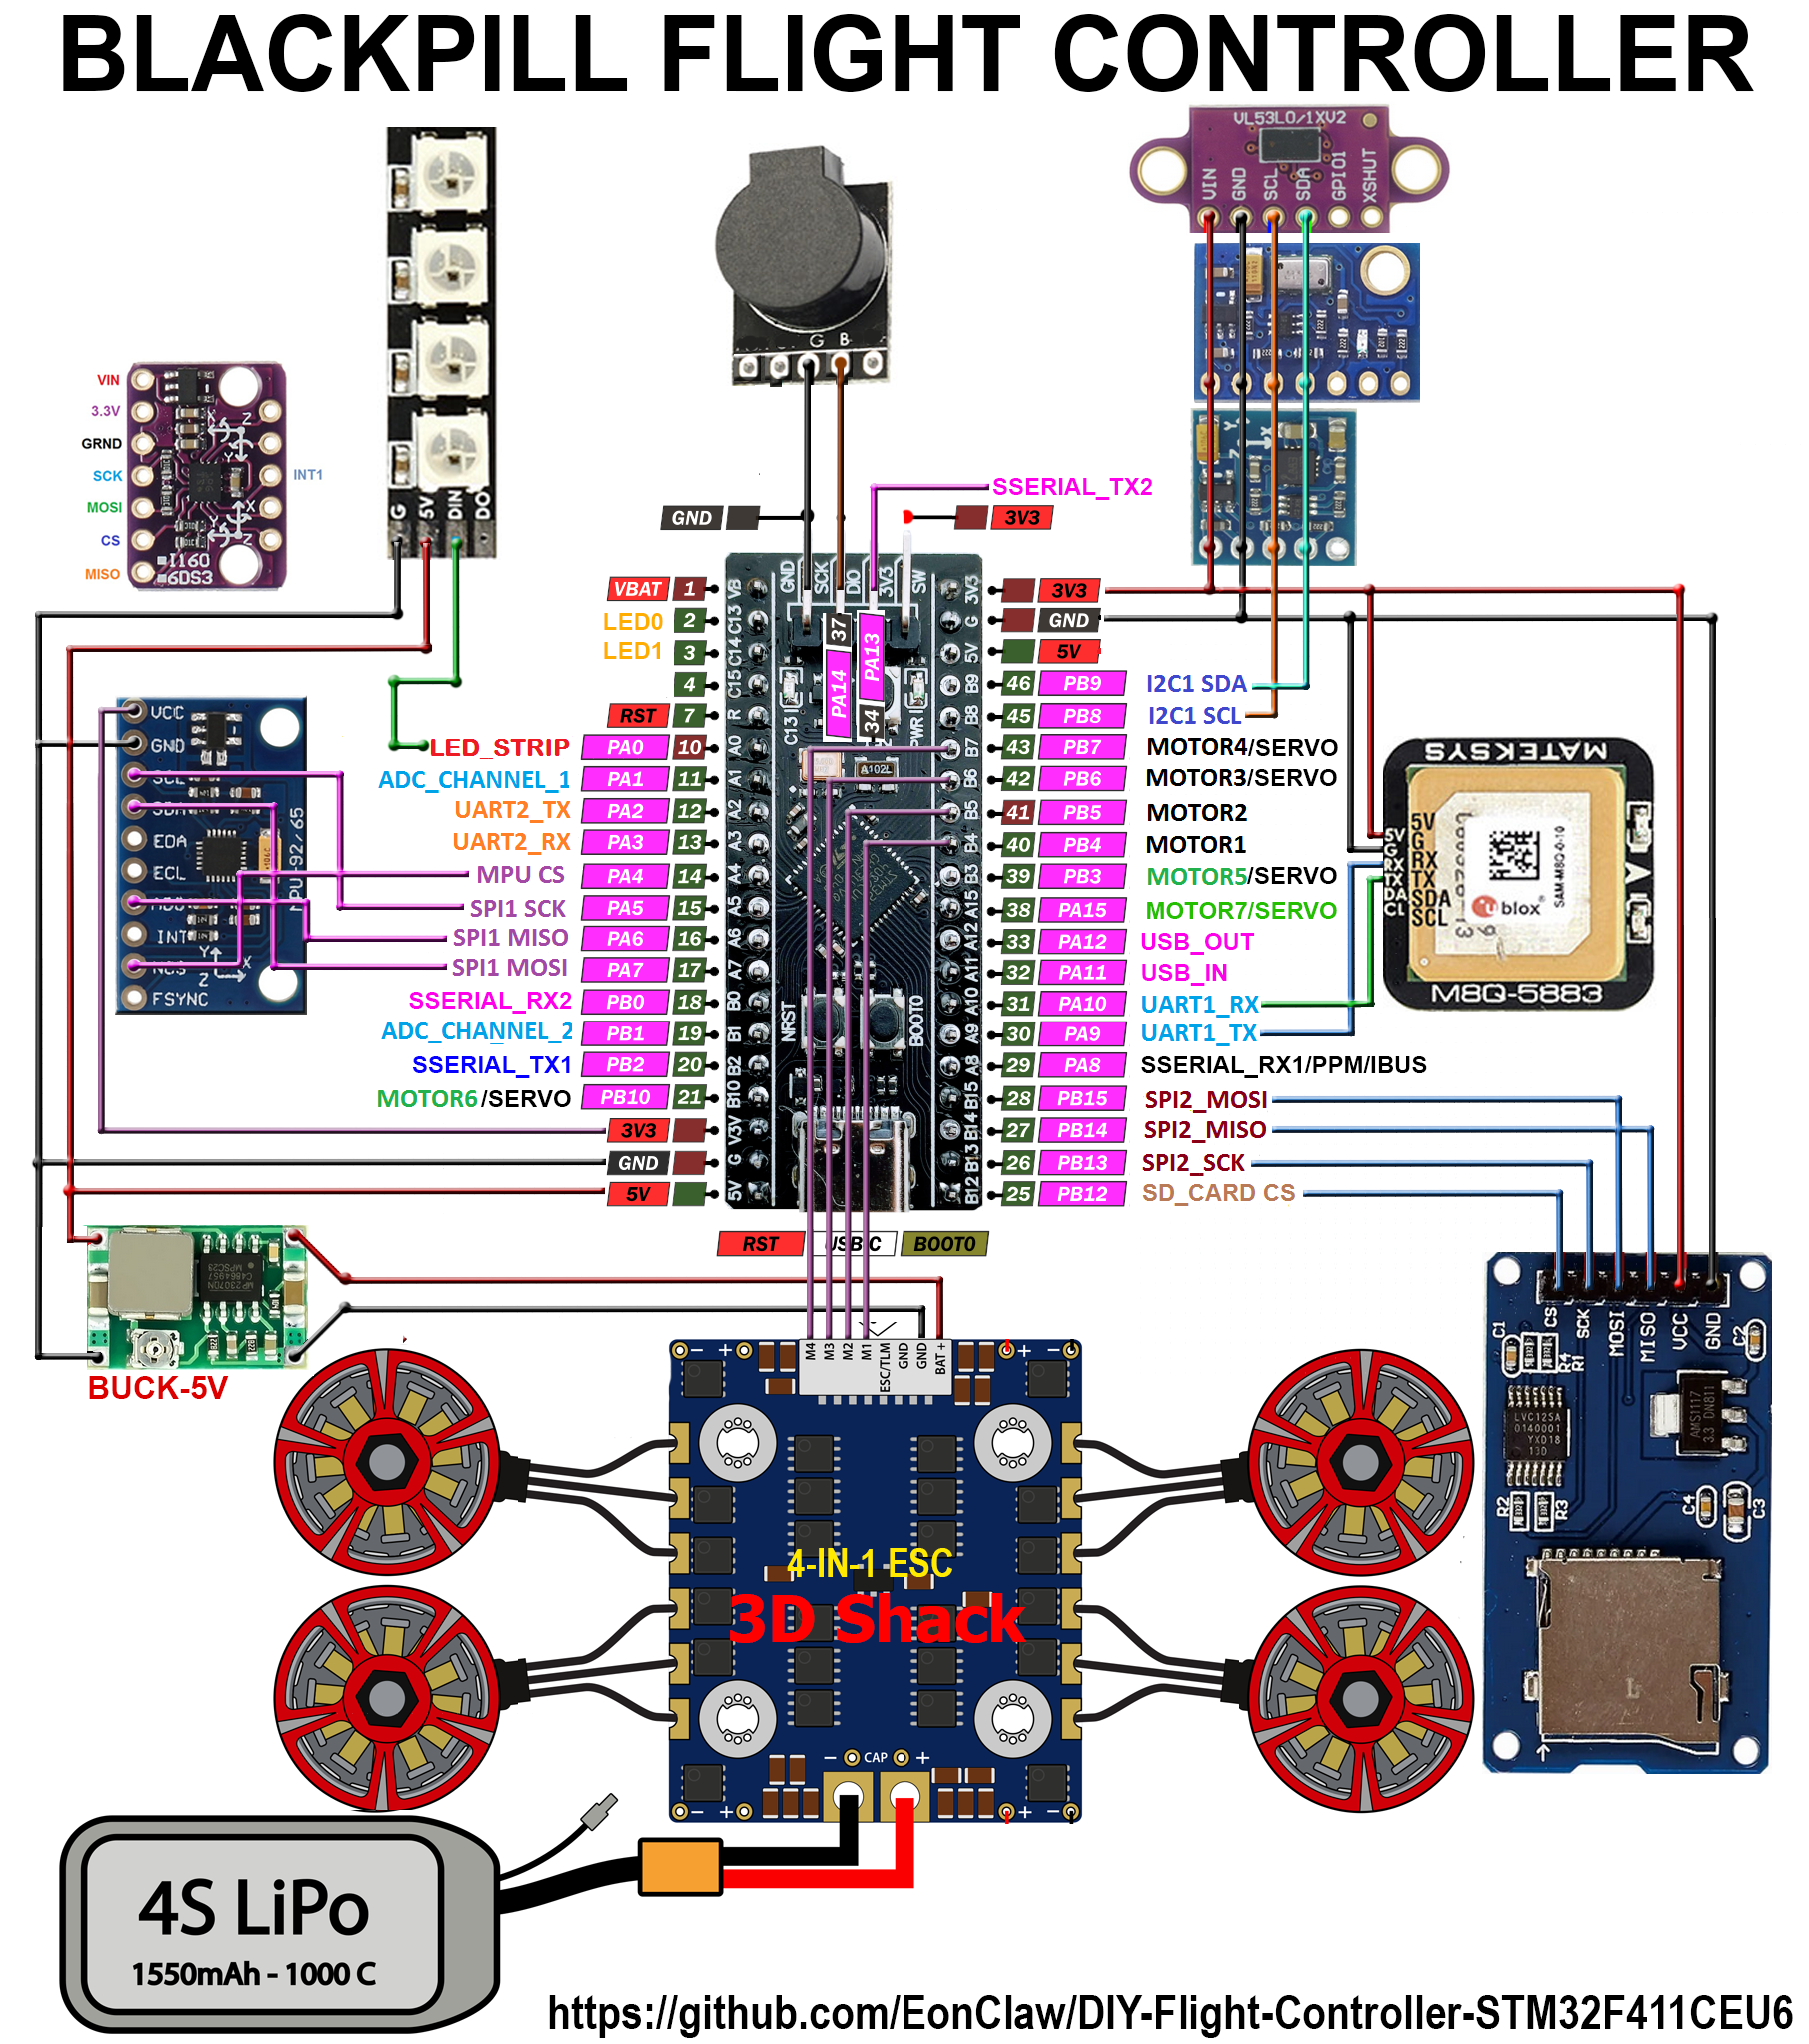 BLACKPILL FLIGHT CONTROLLER
VL53L0/1XV2
VIN
GND
SCL
SDA
GPIO1
XSHUT
G B
VIN
3.3V
GRND
SCK
INT1
MOSI
CS
MISO
I160
6DS3
G
5V
DIN
DO
SSERIAL_TX2
GND
3V3
GND
SCK
DIO
3V3
SW
37
PA14
PA13
34
VBAT 1 VB
LED0 2 C13
LED1 3 C14
4 C15
RST 7 R
LED_STRIP PA0 10 A0
ADC_CHANNEL_1 PA1 11 A1
UART2_TX PA2 12 A2
UART2_RX PA3 13 A3
MPU CS PA4 14 A4
SPI1 SCK PA5 15 A5
SPI1 MISO PA6 16 A6
SPI1 MOSI PA7 17 A7
SSERIAL_RX2 PB0 18 B0
ADC_CHANNEL_2 PB1 19 B1
SSERIAL_TX1 PB2 20 B2
MOTOR6/SERVO PB10 21 B10
3V3 V3V
GND G
5V 5V
C13
PWR
A102L
NRST
BOOT0
3V3 3V3
G GND
5V 5V
B9 46 PB9 I2C1 SDA
B8 45 PB8 I2C1 SCL
B7 43 PB7 MOTOR4/SERVO
B6 42 PB6 MOTOR3/SERVO
B5 41 PB5 MOTOR2
B4 40 PB4 MOTOR1
B3 39 PB3 MOTOR5/SERVO
A15 38 PA15 MOTOR7/SERVO
A12 33 PA12 USB_OUT
A11 32 PA11 USB_IN
A10 31 PA10 UART1_RX
A9 30 PA9 UART1_TX
A8 29 PA8 SSERIAL_RX1/PPM/IBUS
B15 28 PB15 SPI2_MOSI
B14 27 PB14 SPI2_MISO
B13 26 PB13 SPI2_SCK
B12 25 PB12 SD_CARD CS
RST
USB C
BOOT0
VCC
GND
SCL
SDA
EDA
ECL
AD0
INT
NCS
FSYNC
MPU-92/65
MATEKSYS
5V
G
RX
TX
SDA
SCL
5V
G
RX
TX
DA
CL
ublox
SAM-M8Q-0-10
A
M8Q-5883
BUCK-5V
M4
M3
M2
M1
ESC/TLM
GND
GND
BAT +
4-IN-1 ESC
3D Shack
− CAP +
CS
SCK
MOSI
MISO
VCC
GND
C1
C2
R4
R1
LVC125A
0140001
YXD18
13D
AMS1117
3.3 DN811
R2
R3
C4
C3
4S LiPo
1550mAh - 1000 C
https://github.com/EonClaw/DIY-Flight-Controller-STM32F411CEU6